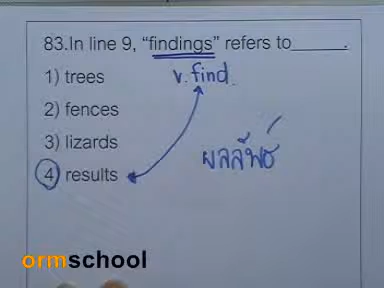 83.In line 9, “findings” refers to______.
1) trees
v. find.
2) fences
3) lizards
ผลลัพธ์
4) results
ormschool